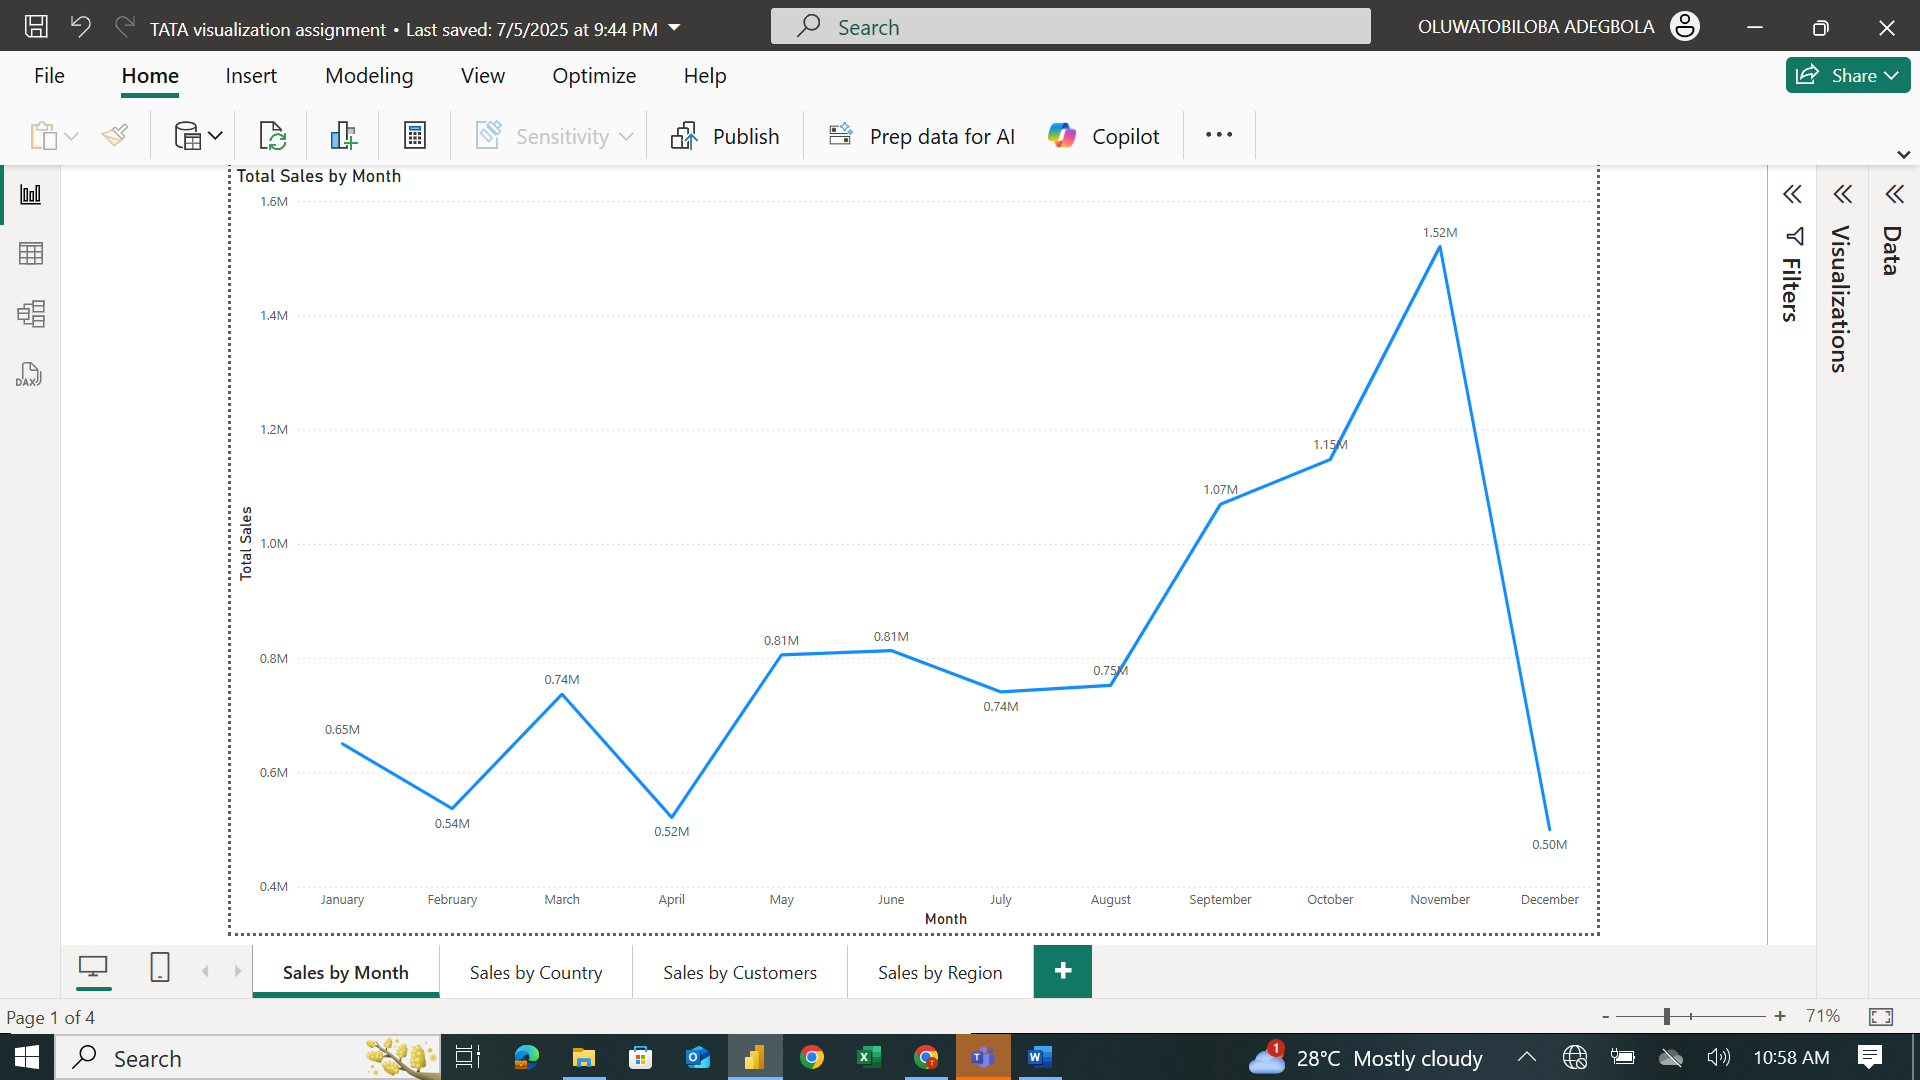 TATA visualization assignment • Last saved: 7/5/2025 at 9:44 PM
Search
OLUWATOBILOBA ADEGBOLA
File Home Insert Modeling View Optimize Help
Share
Sensitivity Publish Prep data for AI Copilot
DAX
Total Sales by Month
1.6M
1.4M
1.2M
1.0M
0.8M
0.6M
0.4M
Total Sales
0.65M
0.54M
0.74M
0.52M
0.81M
0.81M
0.74M
0.75M
1.07M
1.15M
1.52M
0.50M
January February March April May June July August September October November December
Month
Filters
Visualizations
Data
Sales by Month Sales by Country Sales by Customers Sales by Region
Page 1 of 4
- + 71%
Search
1
28°C Mostly cloudy
10:58 AM